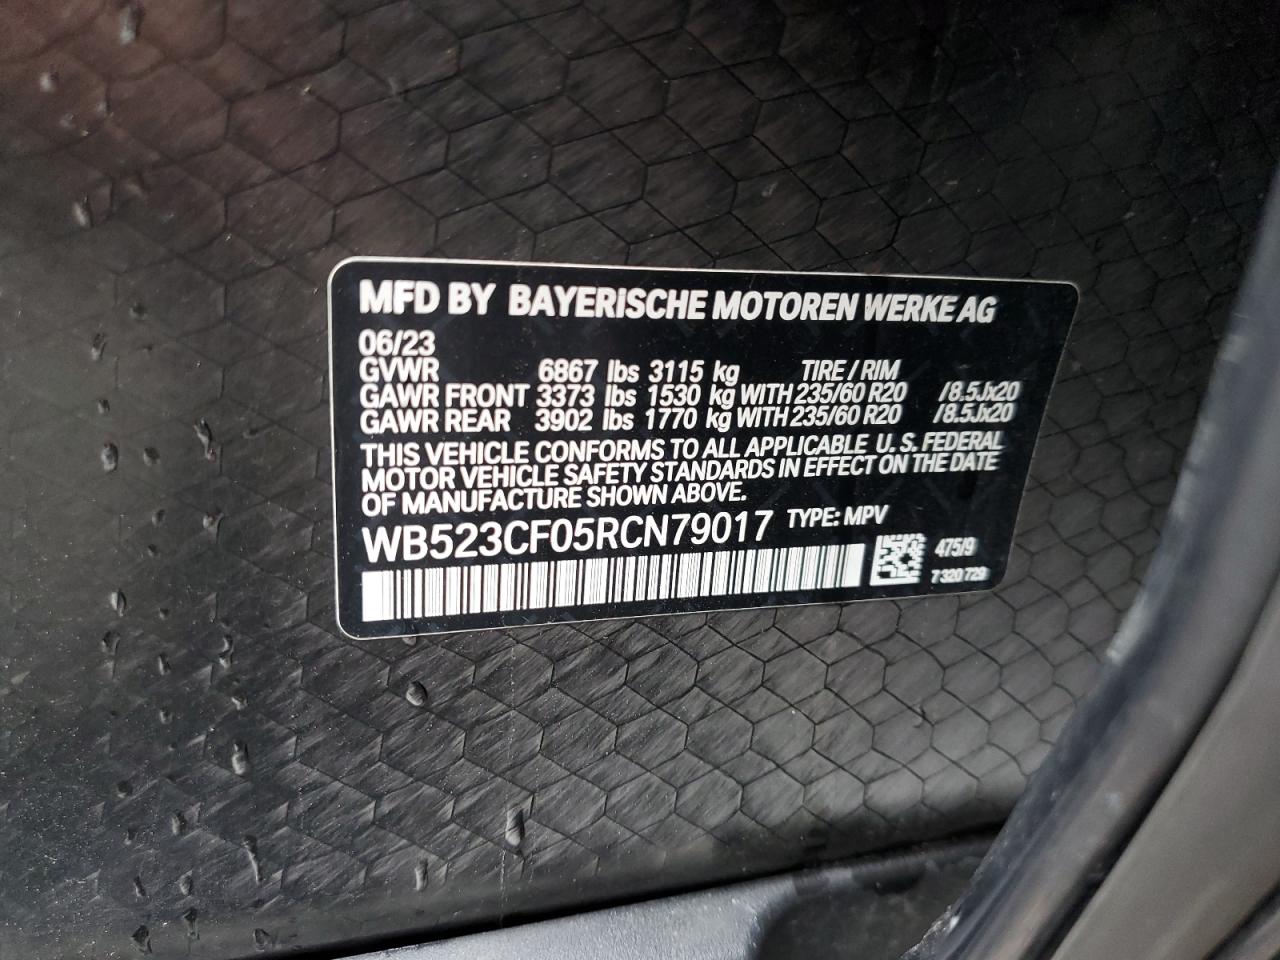 MFD BY BAYERISCHE MOTOREN WERKE AG
06/23
GVWR 6867 lbs 3115 kg TIRE / RIM
GAWR FRONT 3373 lbs 1530 kg WITH 235/60 R20 /8.5Jx20
GAWR REAR 3902 lbs 1770 kg WITH 235/60 R20 /8.5Jx20
THIS VEHICLE CONFORMS TO ALL APPLICABLE U.S. FEDERAL
MOTOR VEHICLE SAFETY STANDARDS IN EFFECT ON THE DATE
OF MANUFACTURE SHOWN ABOVE.
WB523CF05RCN79017 TYPE: MPV
475/9
7 320 729